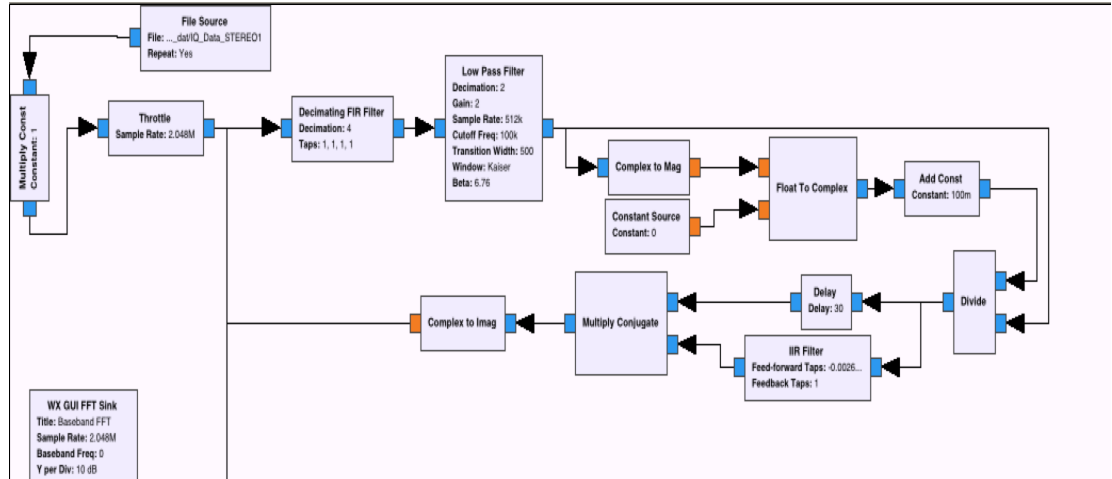 File Source
File: ..._dat/IQ_Data_STEREO1
Repeat: Yes
Multiply Const
Constant: 1
Throttle
Sample Rate: 2.048M
Decimating FIR Filter
Decimation: 4
Taps: 1, 1, 1, 1
Low Pass Filter
Decimation: 2
Gain: 2
Sample Rate: 512k
Cutoff Freq: 100k
Transition Width: 500
Window: Kaiser
Beta: 6.76
Complex to Mag
Constant Source
Constant: 0
Float To Complex
Add Const
Constant: 100m
Divide
Delay
Delay: 30
IIR Filter
Feed-forward Taps: -0.0026...
Feedback Taps: 1
Multiply Conjugate
Complex to Imag
WX GUI FFT Sink
Title: Baseband FFT
Sample Rate: 2.048M
Baseband Freq: 0
Y per Div: 10 dB